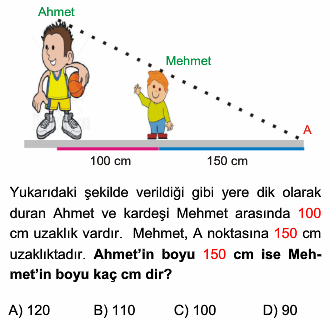 Ahmet
Mehmet
A
100 cm
150 cm
Yukarıdaki şekilde verildiği gibi yere dik olarak
duran Ahmet ve kardeşi Mehmet arasında 100
cm uzaklık vardır. Mehmet, A noktasına 150 cm
uzaklıktadır. Ahmet'in boyu 150 cm ise Meh-
met'in boyu kaç cm dir?
A) 120 B) 110 C) 100 D) 90